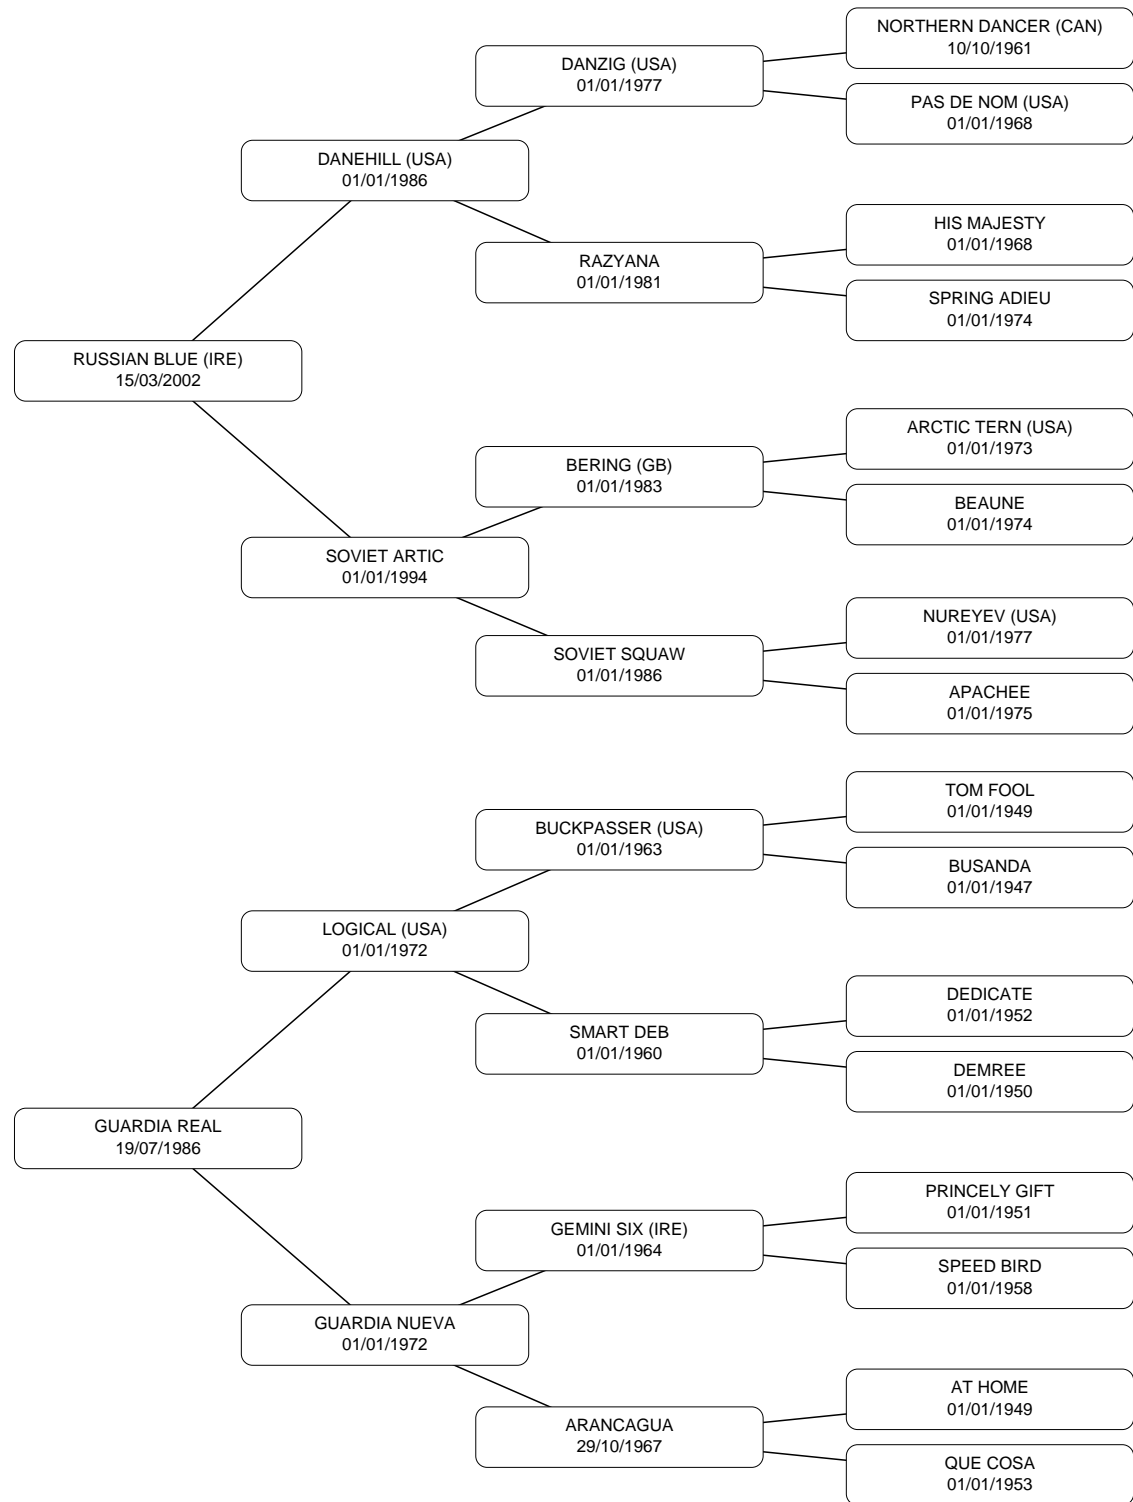 NORTHERN DANCER (CAN)
10/10/1961
DANZIG (USA)
01/01/1977
PAS DE NOM (USA)
01/01/1968
DANEHILL (USA)
01/01/1986
HIS MAJESTY
01/01/1968
RAZYANA
01/01/1981
SPRING ADIEU
01/01/1974
RUSSIAN BLUE (IRE)
15/03/2002
ARCTIC TERN (USA)
01/01/1973
BERING (GB)
01/01/1983
BEAUNE
01/01/1974
SOVIET ARTIC
01/01/1994
NUREYEV (USA)
01/01/1977
SOVIET SQUAW
01/01/1986
APACHEE
01/01/1975
TOM FOOL
01/01/1949
BUCKPASSER (USA)
01/01/1963
BUSANDA
01/01/1947
LOGICAL (USA)
01/01/1972
DEDICATE
01/01/1952
SMART DEB
01/01/1960
DEMREE
01/01/1950
GUARDIA REAL
19/07/1986
PRINCELY GIFT
01/01/1951
GEMINI SIX (IRE)
01/01/1964
SPEED BIRD
01/01/1958
GUARDIA NUEVA
01/01/1972
AT HOME
01/01/1949
ARANCAGUA
29/10/1967
QUE COSA
01/01/1953